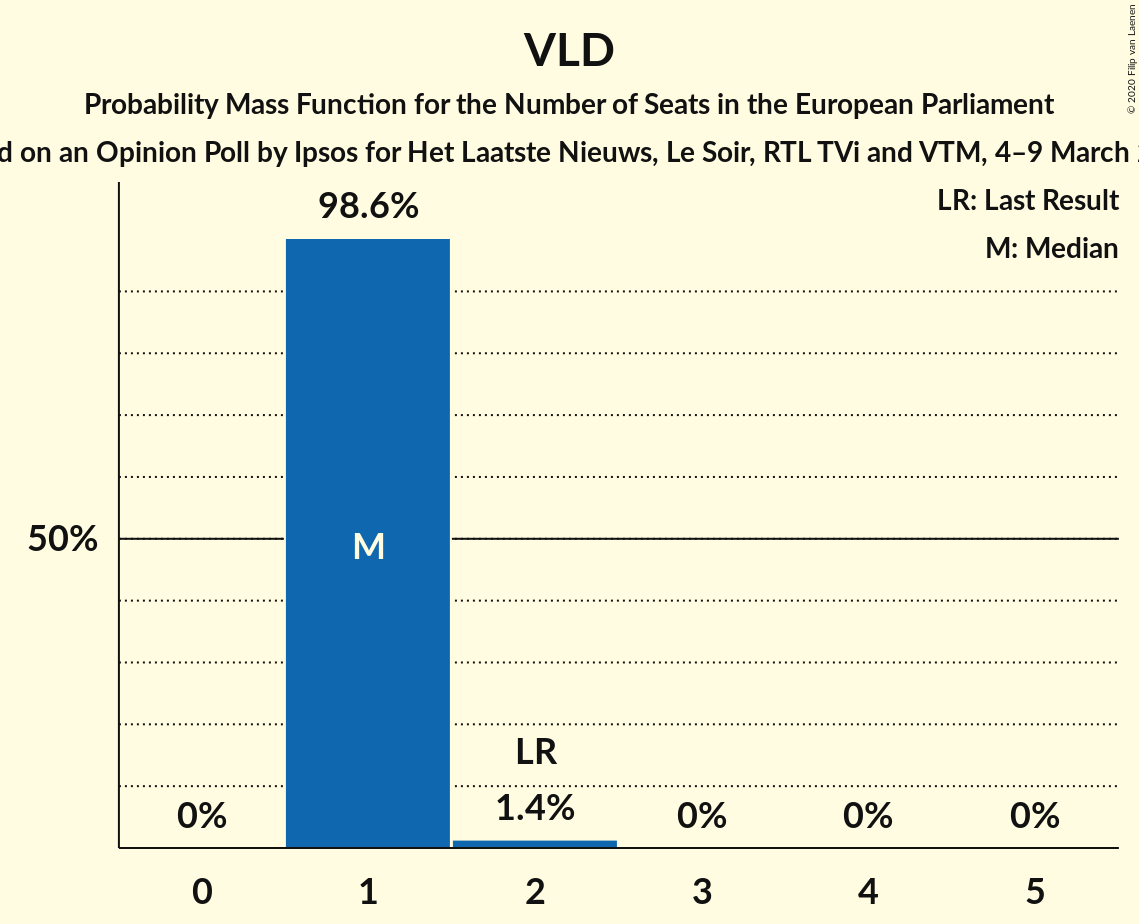 VLD
Probability Mass Function for the Number of Seats in the European Parliament
on an Opinion Poll by Ipsos for Het Laatste Nieuws, Le Soir, RTL TVi and VTM, 4–9 March
© 2020 Filip van Laenen
LR: Last Result
M: Median
98.6%
50%
M
LR
0%
1.4%
0%
0%
0%
0
1
2
3
4
5